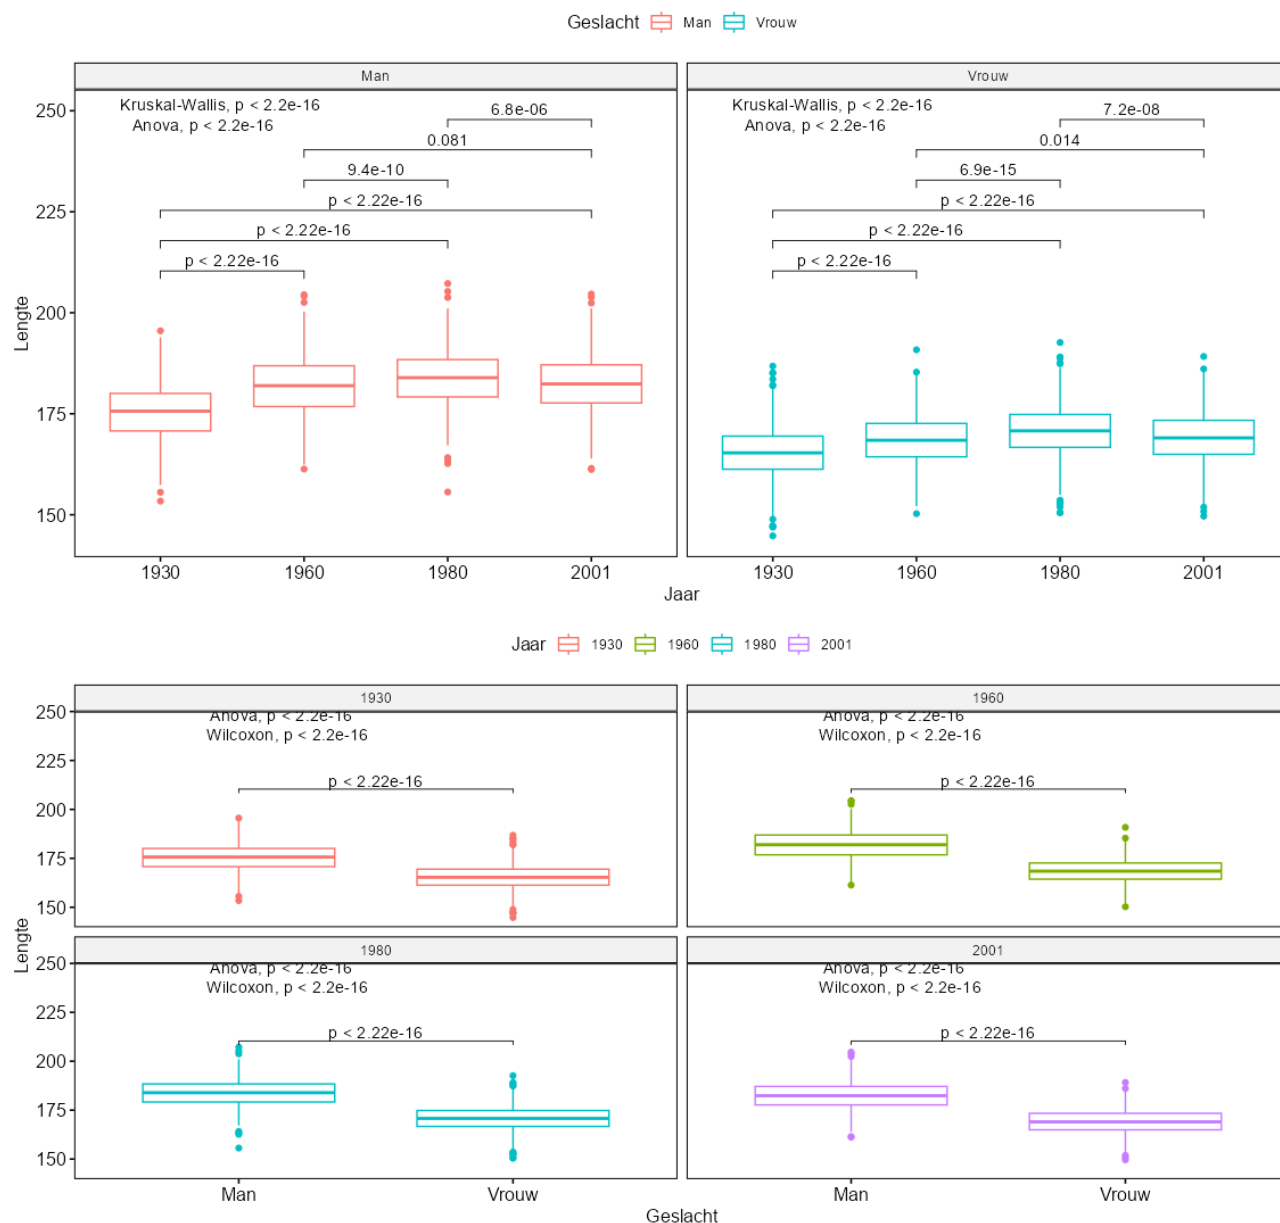 Geslacht Man Vrouw
Man Vrouw
Kruskal-Wallis, p < 2.2e-16 Kruskal-Wallis, p < 2.2e-16
Anova, p < 2.2e-16 Anova, p < 2.2e-16
6.8e-06 7.2e-08
0.081 0.014
9.4e-10 6.9e-15
p < 2.22e-16 p < 2.22e-16
p < 2.22e-16 p < 2.22e-16
p < 2.22e-16 p < 2.22e-16
250
225
200
175
150
Lengte
1930 1960 1980 2001 1930 1960 1980 2001
Jaar
Jaar 1930 1960 1980 2001
1930 1960
Anova, p < 2.2e-16 Anova, p < 2.2e-16
Wilcoxon, p < 2.2e-16 Wilcoxon, p < 2.2e-16
p < 2.22e-16 p < 2.22e-16
250
225
200
175
150
Lengte
1980 2001
Anova, p < 2.2e-16 Anova, p < 2.2e-16
Wilcoxon, p < 2.2e-16 Wilcoxon, p < 2.2e-16
p < 2.22e-16 p < 2.22e-16
250
225
200
175
150
Man Vrouw Man Vrouw
Geslacht